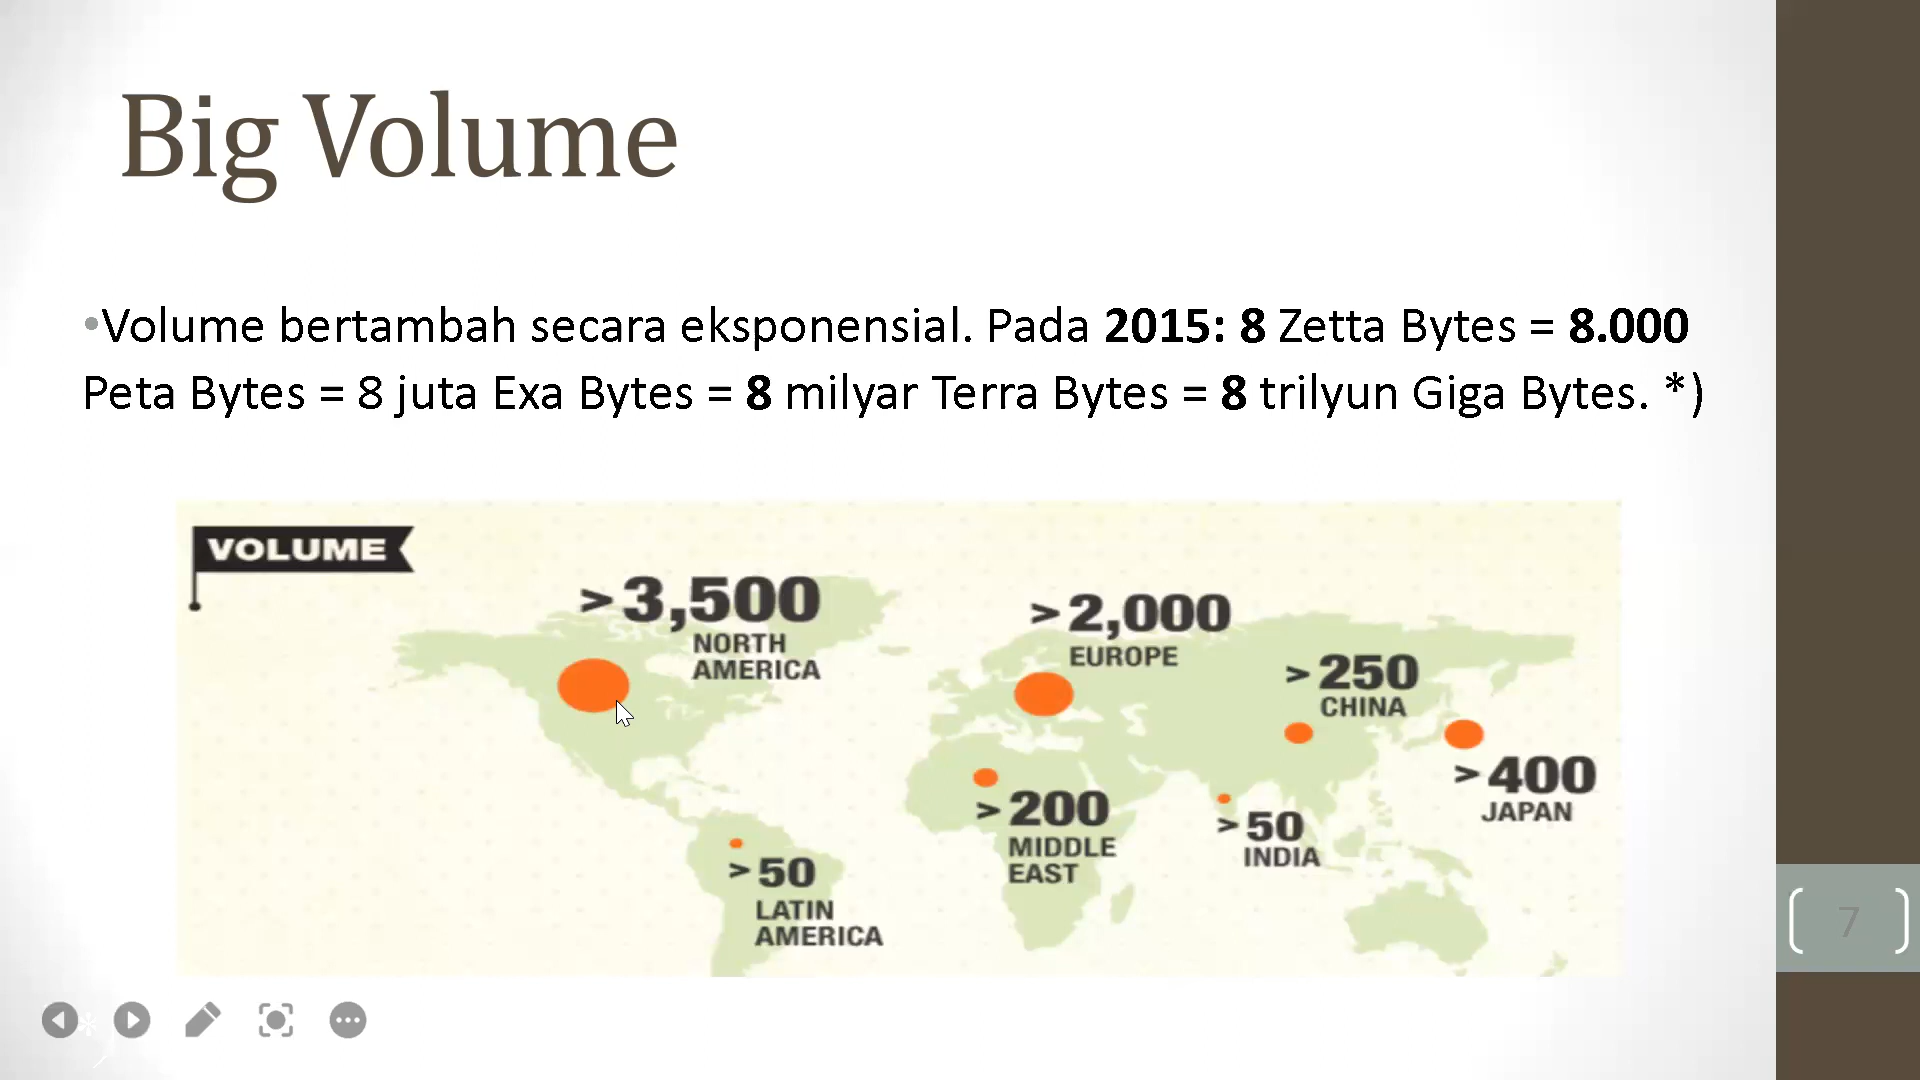 Big Volume
•Volume bertambah secara eksponensial. Pada 2015: 8 Zetta Bytes = 8.000
Peta Bytes = 8 juta Exa Bytes = 8 milyar Terra Bytes = 8 trilyun Giga Bytes. *)
VOLUME
>3,500
NORTH
AMERICA
>2,000
EUROPE
>250
CHINA
>400
JAPAN
>200
MIDDLE
EAST
>50
INDIA
>50
LATIN
AMERICA
7